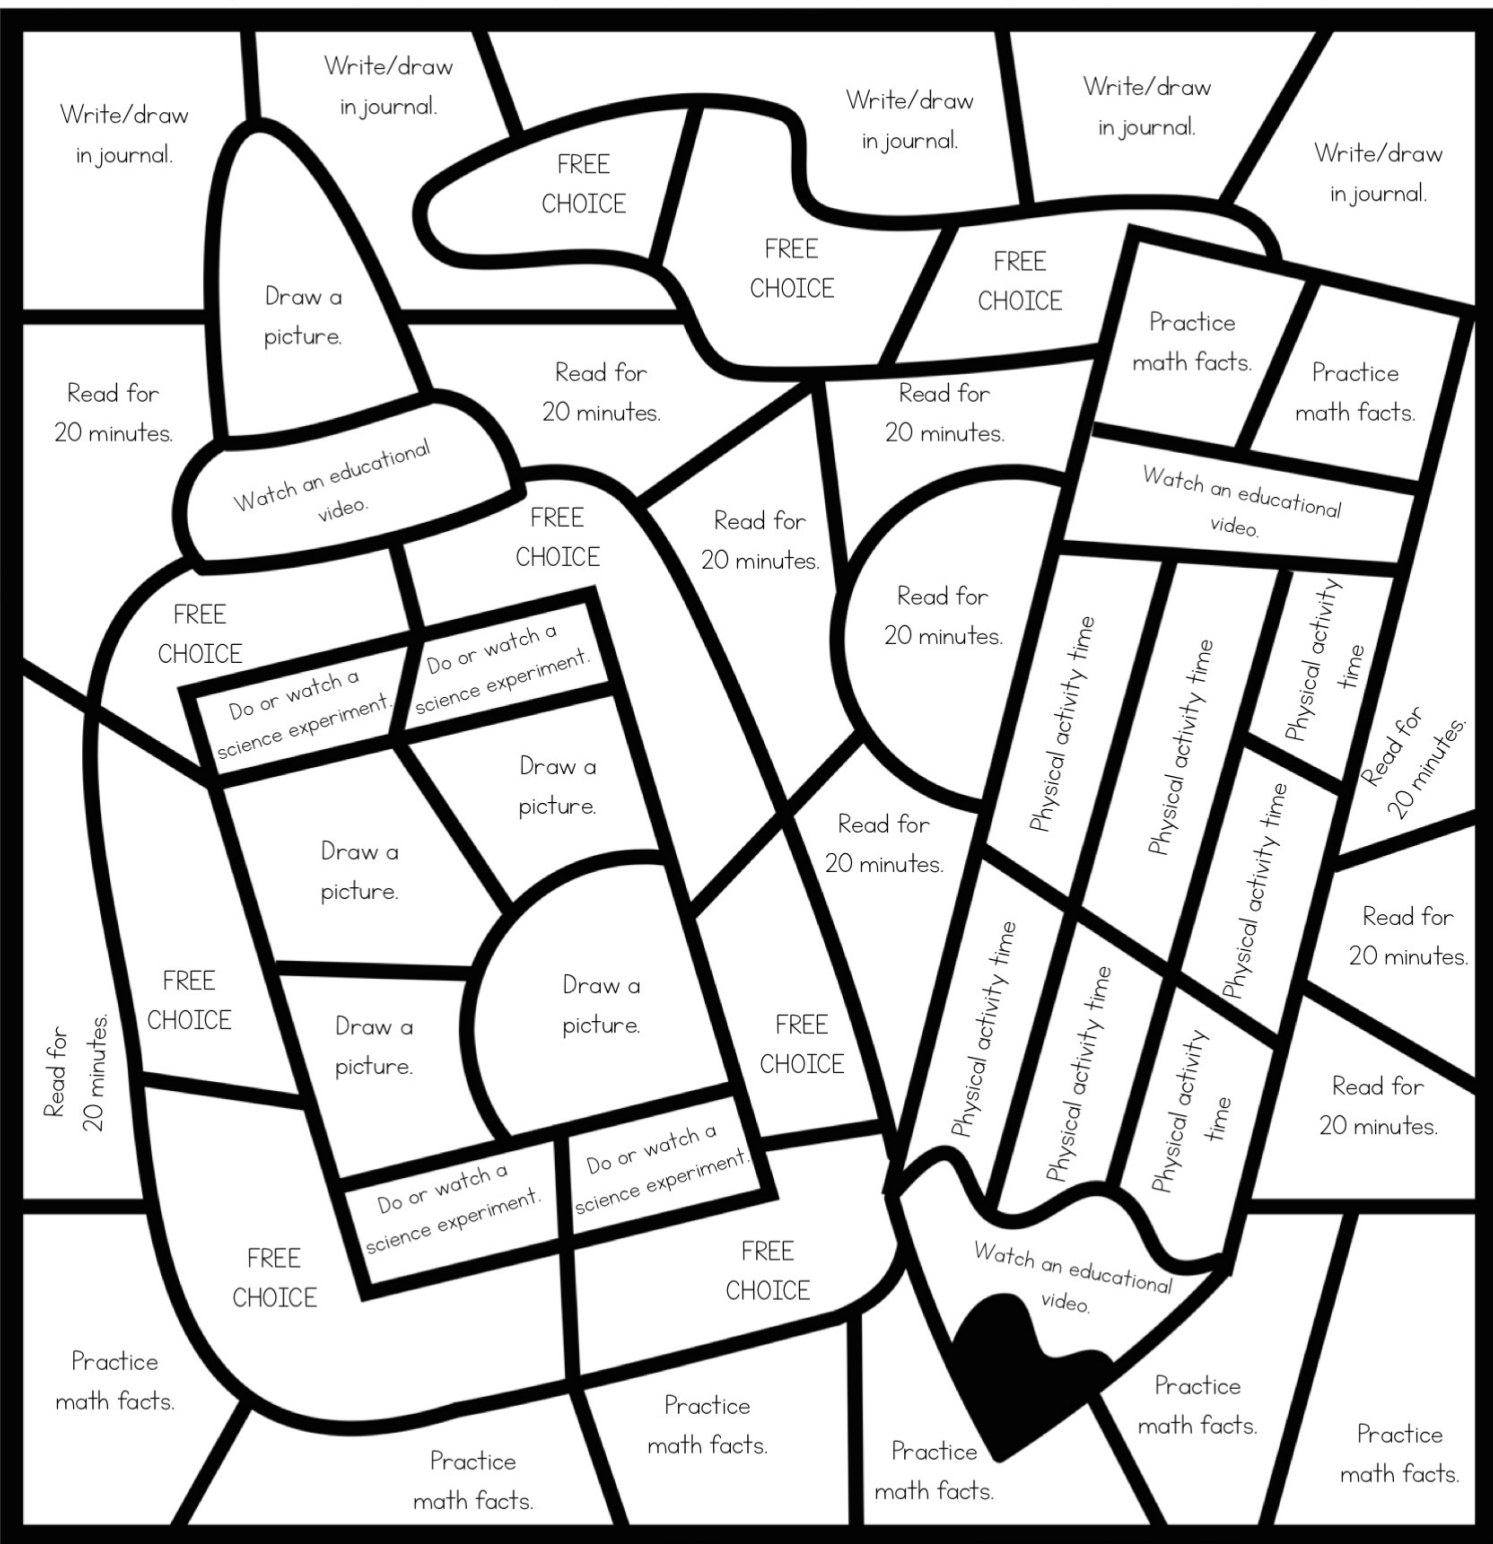 Write/draw
in journal.
Write/draw
in journal.
Write/draw
in journal.
Write/draw
in journal.
Write/draw
in journal.
FREE
CHOICE
FREE
CHOICE
FREE
CHOICE
Draw a
picture.
Practice
math facts.
Practice
math facts.
Read for
20 minutes.
Read for
20 minutes.
Read for
20 minutes.
Watch an educational
video.
Watch an educational
video.
FREE
CHOICE
Read for
20 minutes.
FREE
CHOICE
Read for
20 minutes.
Do or watch a
science experiment.
Do or watch a
science experiment.
Physical activity time
Physical activity time
Physical activity
time
Read for
20 minutes.
Draw a
picture.
Draw a
picture.
Read for
20 minutes.
Physical activity time
FREE
CHOICE
Draw a
picture.
Draw a
picture.
FREE
CHOICE
Read for
20 minutes.
Read for
20 minutes.
Physical activity time
Physical activity time
Physical activity
time
Read for
20 minutes.
Do or watch a
science experiment.
Do or watch a
science experiment.
FREE
CHOICE
FREE
CHOICE
Watch an educational
video.
Practice
math facts.
Practice
math facts.
Practice
math facts.
Practice
math facts.
Practice
math facts.
Practice
math facts.